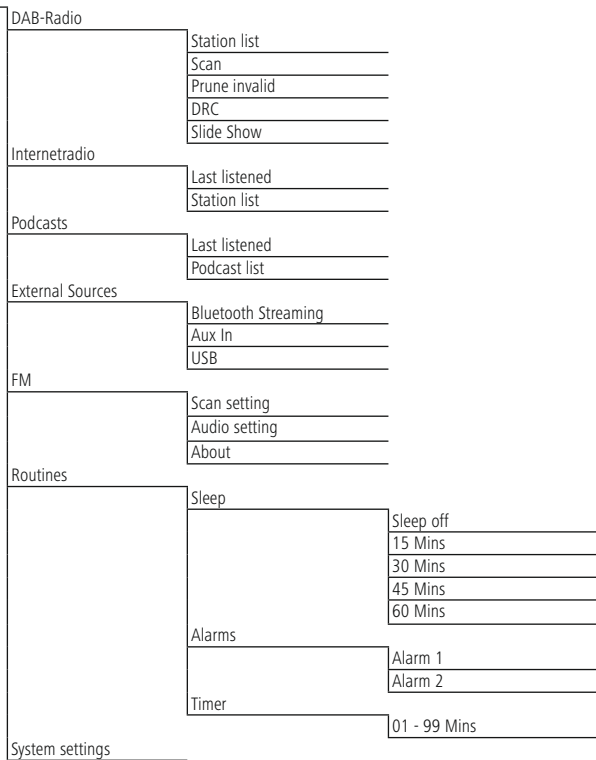 DAB-Radio
Station list
Scan
Prune invalid
DRC
Slide Show
Internetradio
Last listened
Station list
Podcasts
Last listened
Podcast list
External Sources
Bluetooth Streaming
Aux In
USB
FM
Scan setting
Audio setting
About
Routines
Sleep
Sleep off
15 Mins
30 Mins
45 Mins
60 Mins
Alarms
Alarm 1
Alarm 2
Timer
01 - 99 Mins
System settings